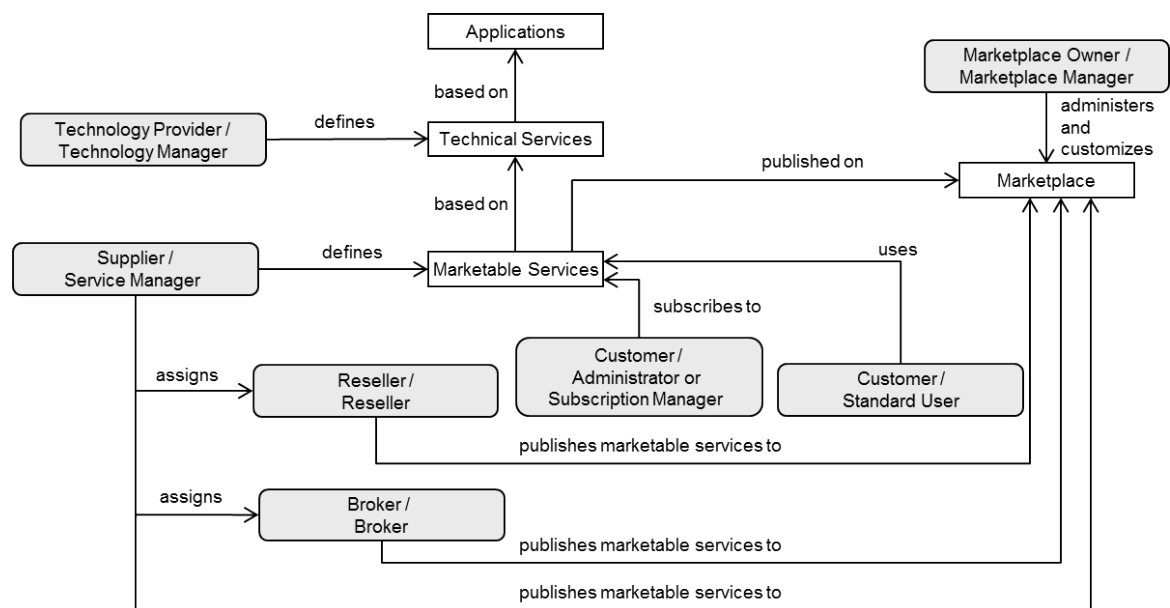 Applications
Marketplace Owner /
Marketplace Manager
based on
administers
and
customizes
Technology Provider /
Technology Manager
defines
Technical Services
published on
Marketplace
based on
Supplier /
Service Manager
defines
Marketable Services
uses
subscribes to
Customer /
Administrator or
Subscription Manager
Customer /
Standard User
assigns
Reseller /
Reseller
publishes marketable services to
assigns
Broker /
Broker
publishes marketable services to
publishes marketable services to